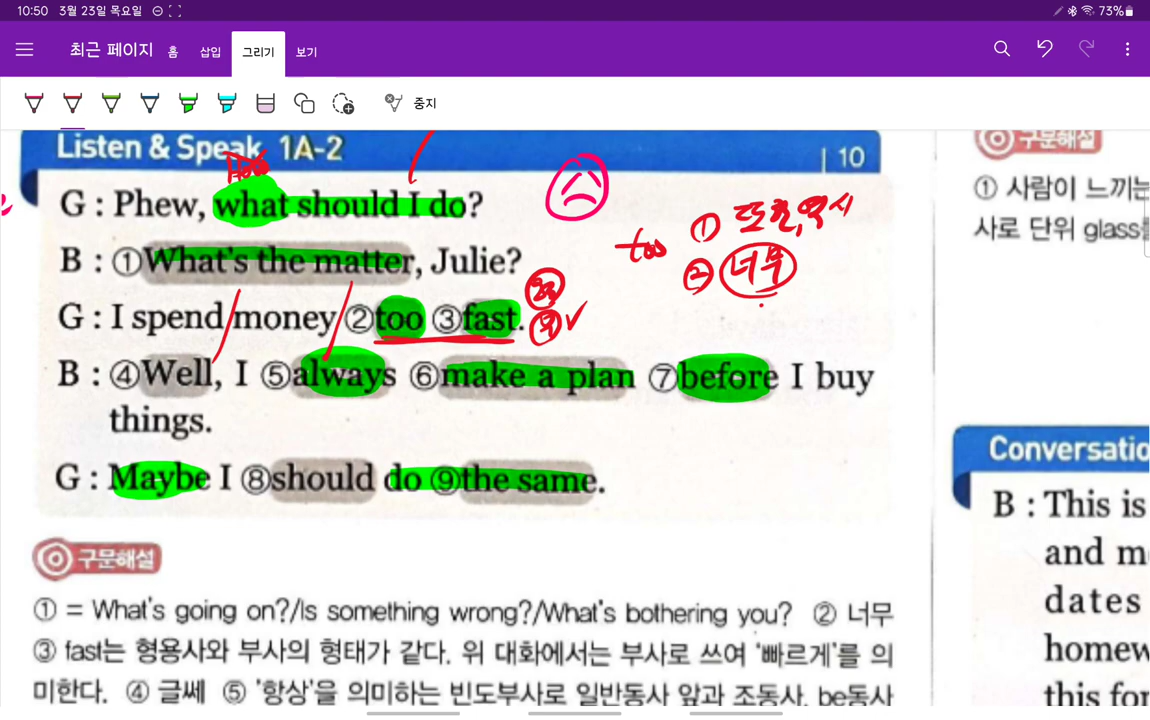 10:50 3월 23일 목요일 73%
최근 페이지 홈 삽입 그리기 보기
중지
Listen & Speak 1A-2 | 10
구문해설
G : Phew, what should I do?
① 사람이 느끼는
too ① 또한, 역시
사로 단위 glass를
② 너무
B : ①What's the matter, Julie?
G : I spend money ②too ③fast.
B : ④Well, I ⑤always ⑥make a plan ⑦before I buy
things.
Conversatio
G : Maybe I ⑧should do ⑨the same.
B : This is
and m
구문해설
dates
① = What's going on?/Is something wrong?/What's bothering you? ② 너무
③ fast는 형용사와 부사의 형태가 같다. 위 대화에서는 부사로 쓰여 '빠르게'를 의
homew
미한다. ④ 글쎄 ⑤ '항상'을 의미하는 빈도부사로 일반동사 앞과 조동사, be동사
this for